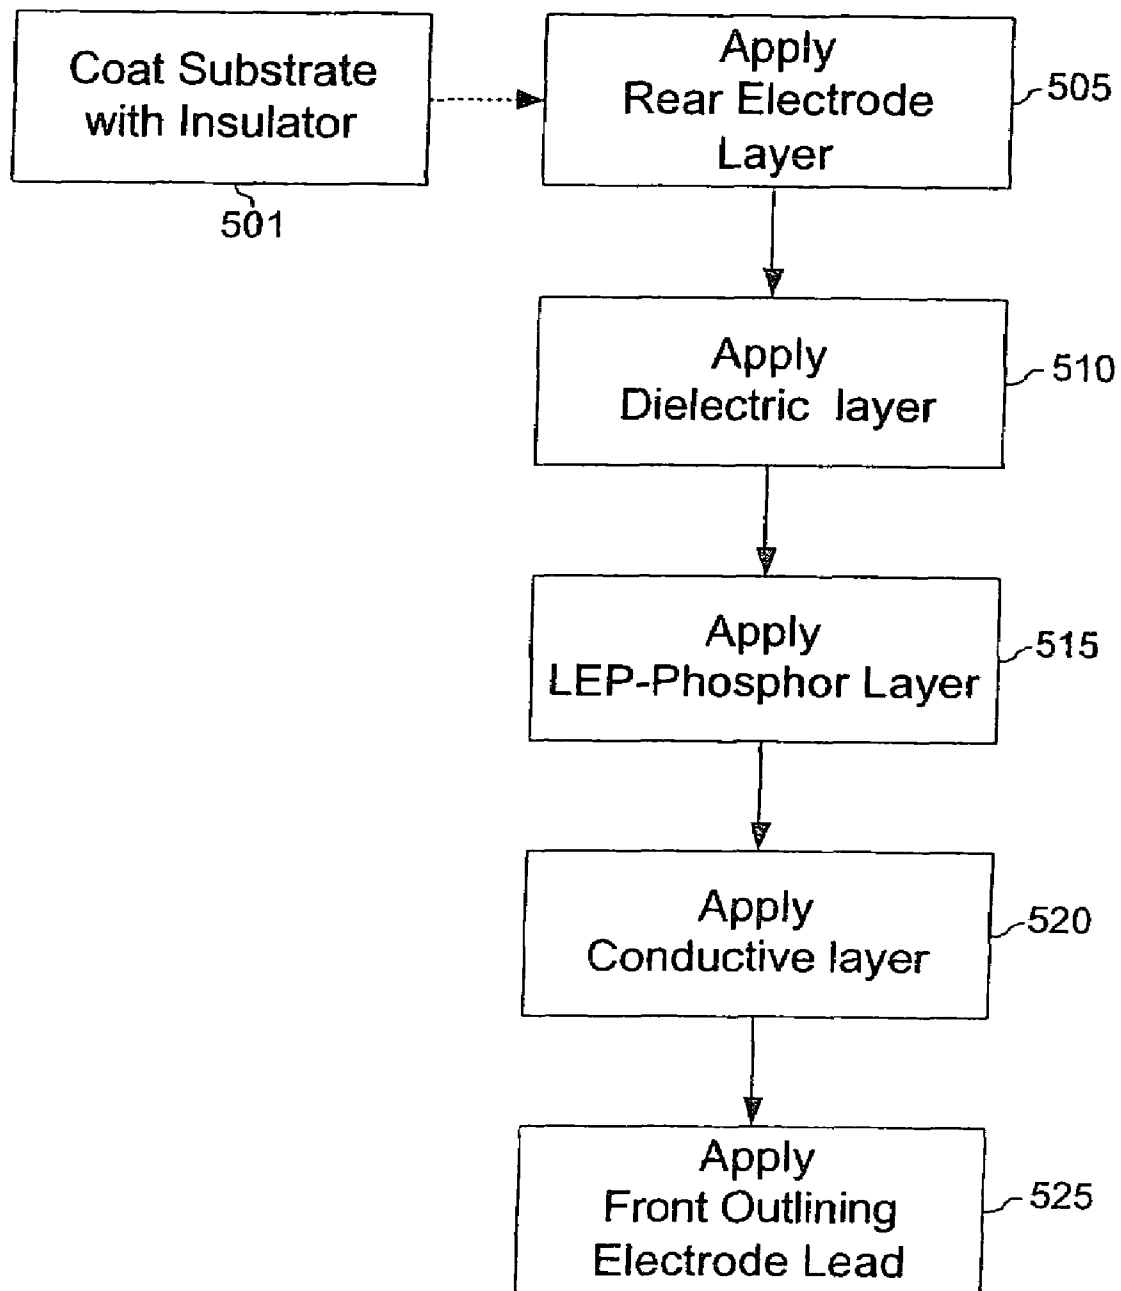 Coat Substrate
with Insulator
501
Apply
Rear Electrode
Layer
505
Apply
Dielectric layer
510
Apply
LEP-Phosphor Layer
515
Apply
Conductive layer
520
Apply
Front Outlining
Electrode Lead
525